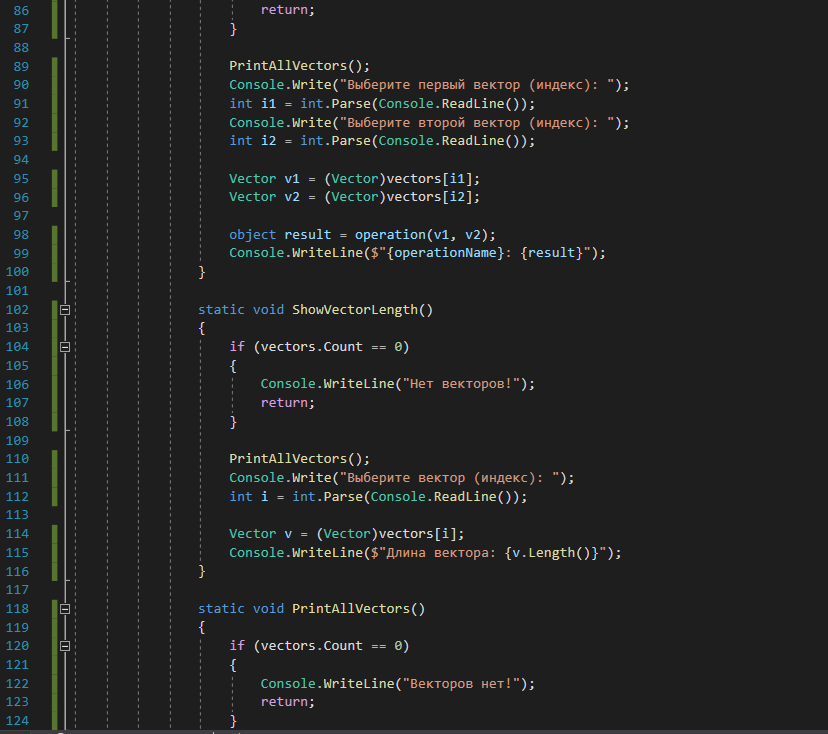 86 return;
87 }
88
89 PrintAllVectors();
90 Console.Write("Выберите первый вектор (индекс): ");
91 int i1 = int.Parse(Console.ReadLine());
92 Console.Write("Выберите второй вектор (индекс): ");
93 int i2 = int.Parse(Console.ReadLine());
94
95 Vector v1 = (Vector)vectors[i1];
96 Vector v2 = (Vector)vectors[i2];
97
98 object result = operation(v1, v2);
99 Console.WriteLine($"{operationName}: {result}");
100 }
101
102 static void ShowVectorLength()
103 {
104 if (vectors.Count == 0)
105 {
106 Console.WriteLine("Нет векторов!");
107 return;
108 }
109
110 PrintAllVectors();
111 Console.Write("Выберите вектор (индекс): ");
112 int i = int.Parse(Console.ReadLine());
113
114 Vector v = (Vector)vectors[i];
115 Console.WriteLine($"Длина вектора: {v.Length()}");
116 }
117
118 static void PrintAllVectors()
119 {
120 if (vectors.Count == 0)
121 {
122 Console.WriteLine("Векторов нет!");
123 return;
124 }